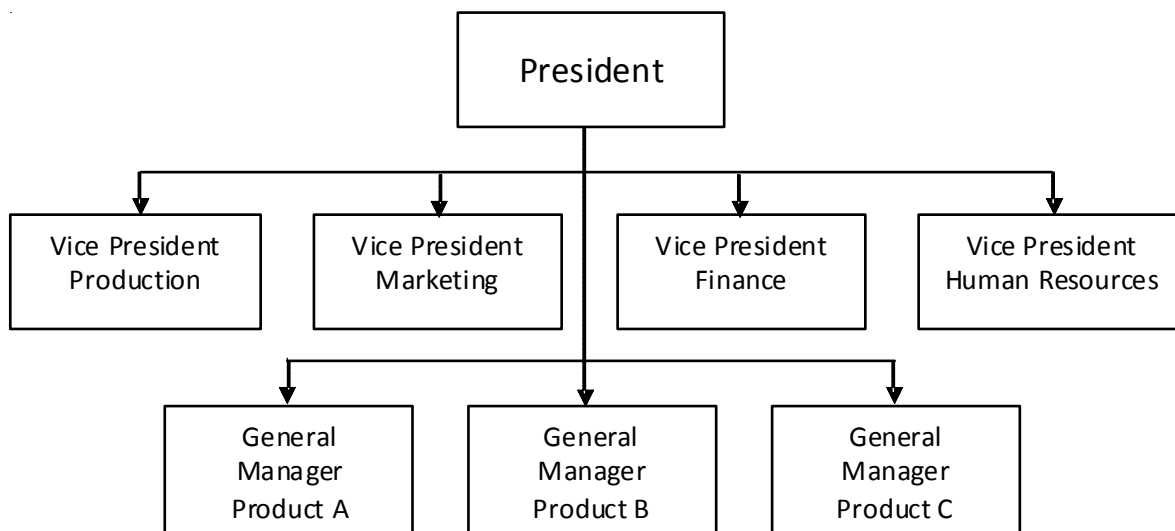 President
Vice President
Production
Vice President
Marketing
Vice President
Finance
Vice President
Human Resources
General
Manager
Product A
General
Manager
Product B
General
Manager
Product C